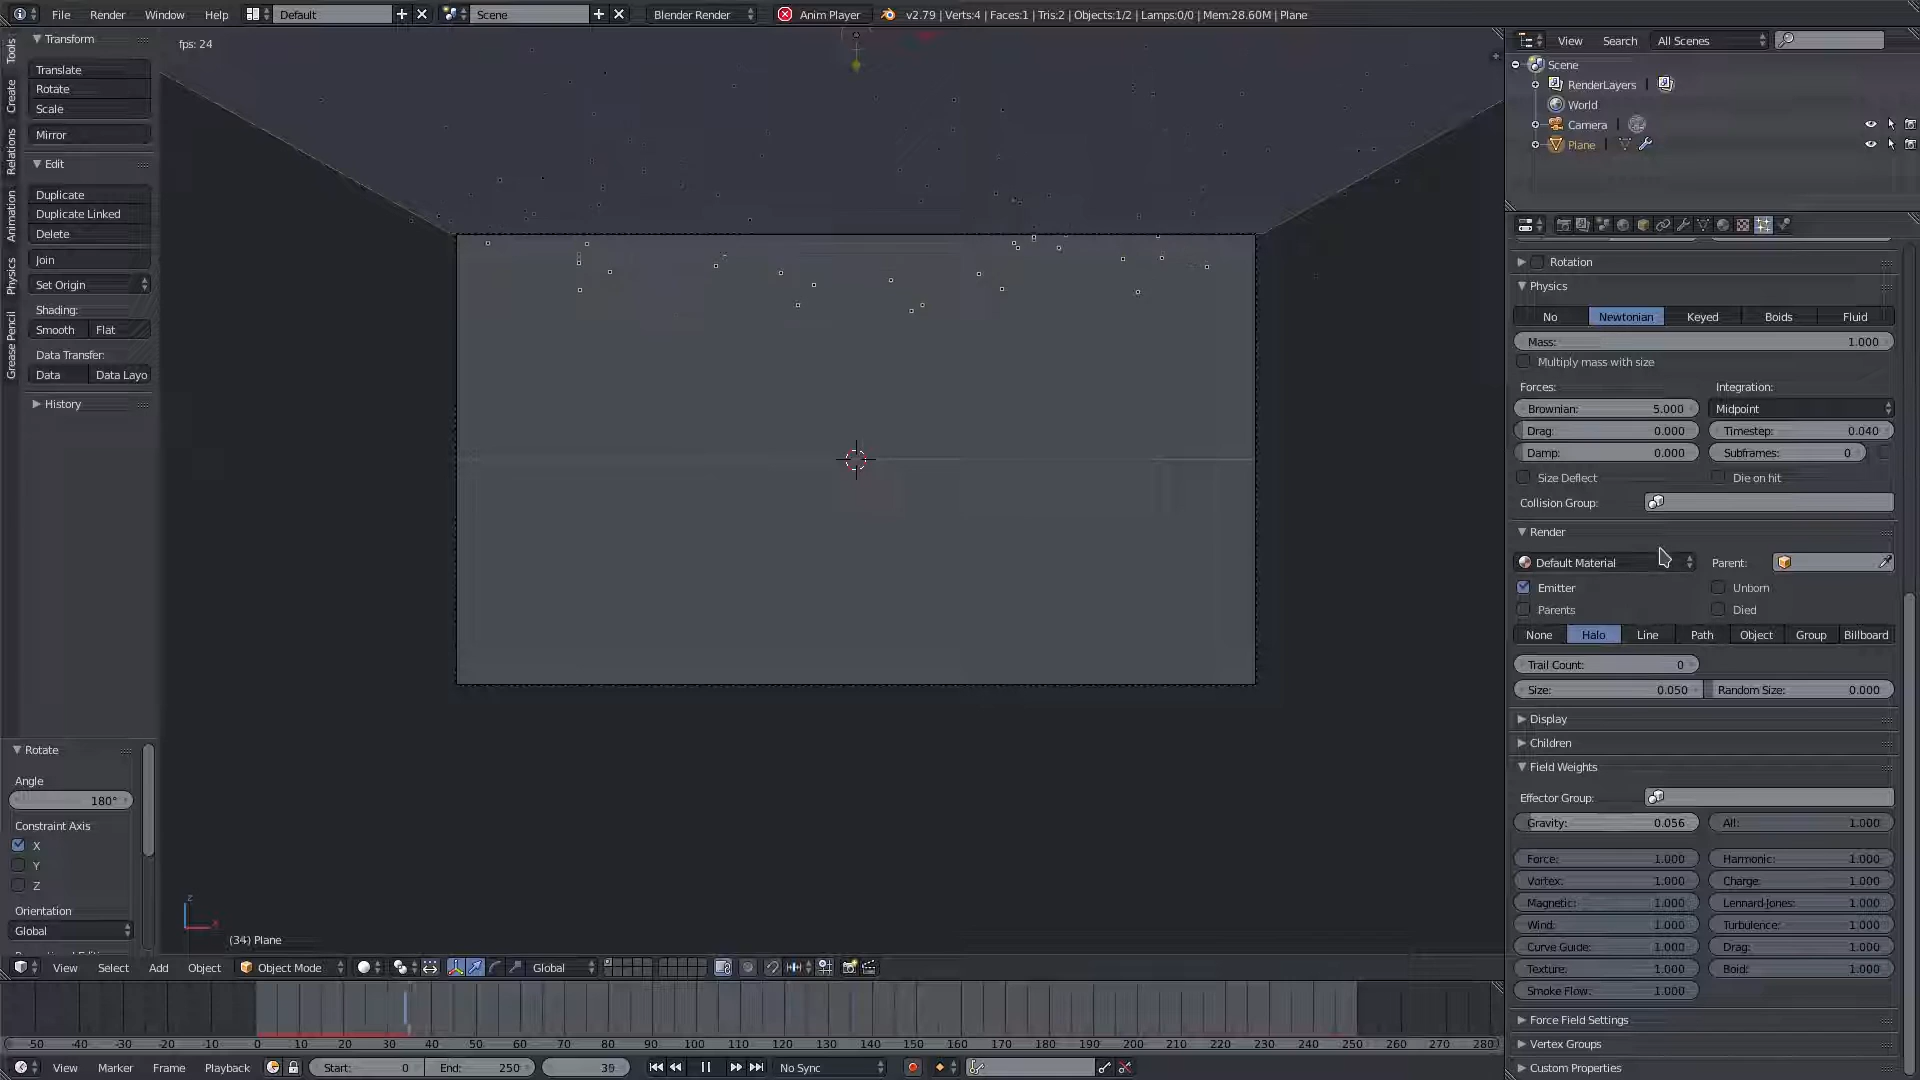 File Render Window Help Default Scene Blender Render Anim Player v2.79 | Verts:4 | Faces:1 | Tris:2 | Objects:1/2 | Lamps:0/0 | Mem:28.60M | Plane
fps: 24
Tools
Create
Relations
Animation
Physics
Grease Pencil
Transform
Translate
Rotate
Scale
Mirror
Edit
Duplicate
Duplicate Linked
Delete
Join
Set Origin
Shading:
Smooth Flat
Data Transfer:
Data Data Layo
History
Rotate
Angle
180°
Constraint Axis
X
Y
Z
Orientation
Global
z
x
(34) Plane
View Select Add Object Object Mode Global
-50 -40 -30 -20 -10 0 10 20 30 40 50 60 70 80 90 100 110 120 130 140 150 160 170 180 190 200 210 220 230 240 250 260 270 280
View Marker Frame Playback Start: 0 End: 250 35 No Sync
View Search All Scenes
Scene
RenderLayers
World
Camera
Plane
Rotation
Physics
No Newtonian Keyed Boids Fluid
Mass: 1.000
Multiply mass with size
Forces: Integration:
Brownian: 5.000 Midpoint
Drag: 0.000 Timestep: 0.040
Damp: 0.000 Subframes: 0
Size Deflect Die on hit
Collision Group:
Render
Default Material Parent:
Emitter Unborn
Parents Died
None Halo Line Path Object Group Billboard
Trail Count: 0
Size: 0.050 Random Size: 0.000
Display
Children
Field Weights
Effector Group:
Gravity: 0.056 All: 1.000
Force: 1.000 Harmonic: 1.000
Vortex: 1.000 Charge: 1.000
Magnetic: 1.000 Lennard-Jones: 1.000
Wind: 1.000 Turbulence: 1.000
Curve Guide: 1.000 Drag: 1.000
Texture: 1.000 Boid: 1.000
Smoke Flow: 1.000
Force Field Settings
Vertex Groups
Custom Properties